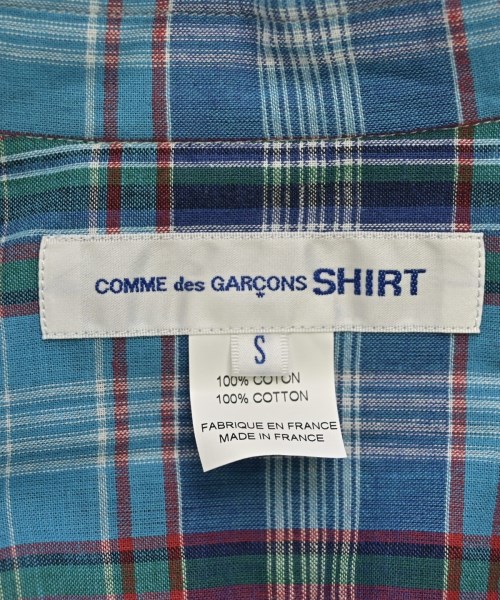 COMME des GARÇONS SHIRT
S
100% COTON
100% COTTON
FABRIQUE EN FRANCE
MADE IN FRANCE